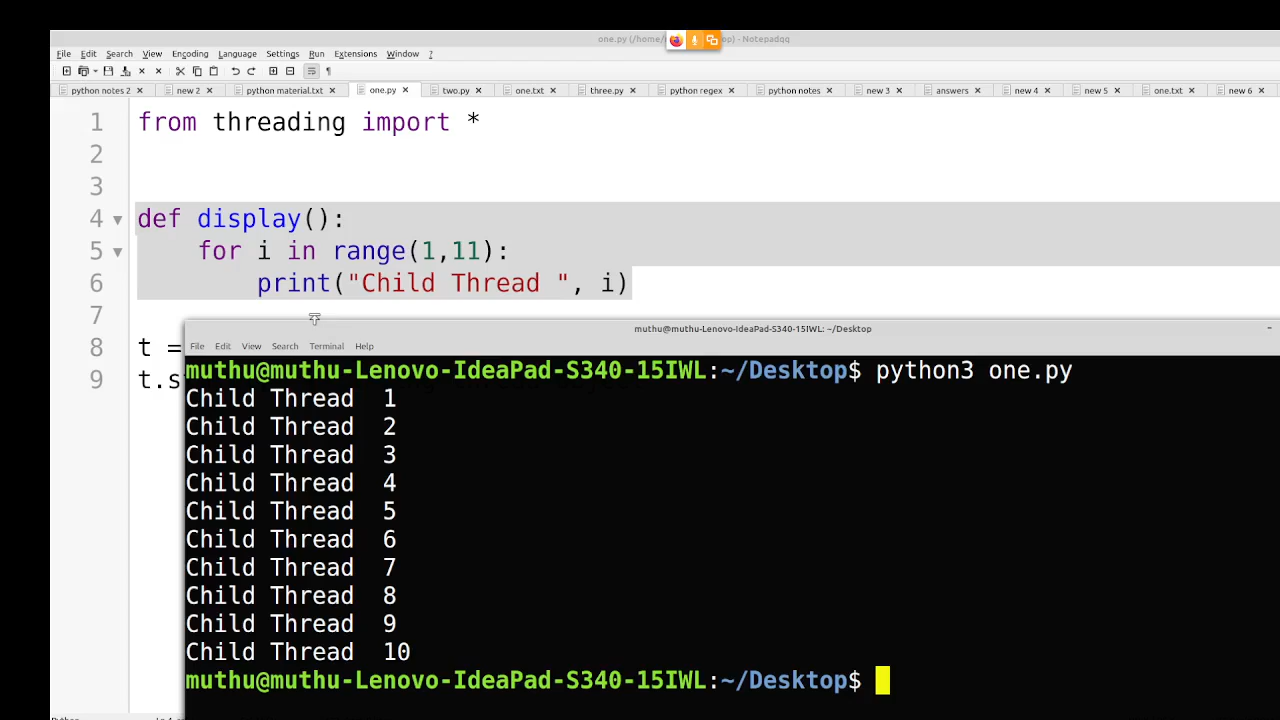 one.py (/home/ op) - Notepadqq
File Edit Search View Encoding Language Settings Run Extensions Window ?
python notes 2 new 2 python material.txt one.py two.py one.txt three.py python regex python notes new 3 answers new 4 new 5 one.txt new 6
1 from threading import *
2
3
4 def display():
5 for i in range(1,11):
6 print("Child Thread ", i)
7
8 t =
9 t.s
muthu@muthu-Lenovo-IdeaPad-S340-15IWL: ~/Desktop
File Edit View Search Terminal Help
muthu@muthu-Lenovo-IdeaPad-S340-15IWL:~/Desktop$ python3 one.py
Child Thread 1
Child Thread 2
Child Thread 3
Child Thread 4
Child Thread 5
Child Thread 6
Child Thread 7
Child Thread 8
Child Thread 9
Child Thread 10
muthu@muthu-Lenovo-IdeaPad-S340-15IWL:~/Desktop$